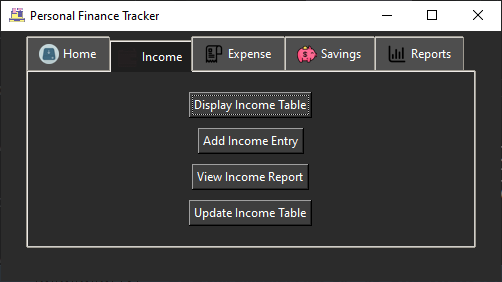 Personal Finance Tracker
Home Income Expense Savings Reports
Display Income Table
Add Income Entry
View Income Report
Update Income Table